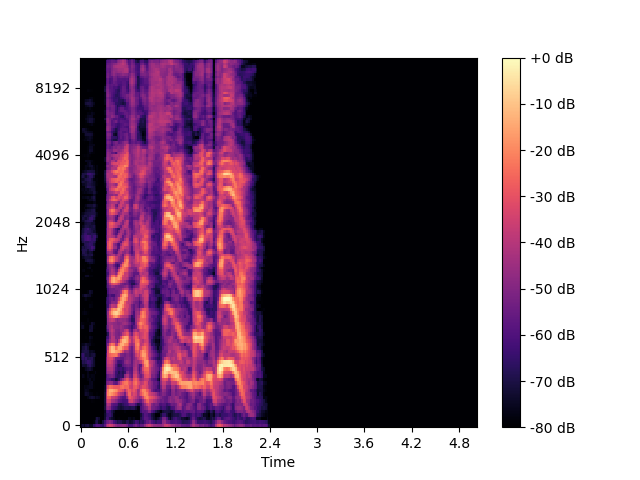 +0 dB
8192
-10 dB
4096
-20 dB
-30 dB
2048
Hz
-40 dB
1024
-50 dB
-60 dB
512
-70 dB
0
-80 dB
0 0.6 1.2 1.8 2.4 3 3.6 4.2 4.8
Time